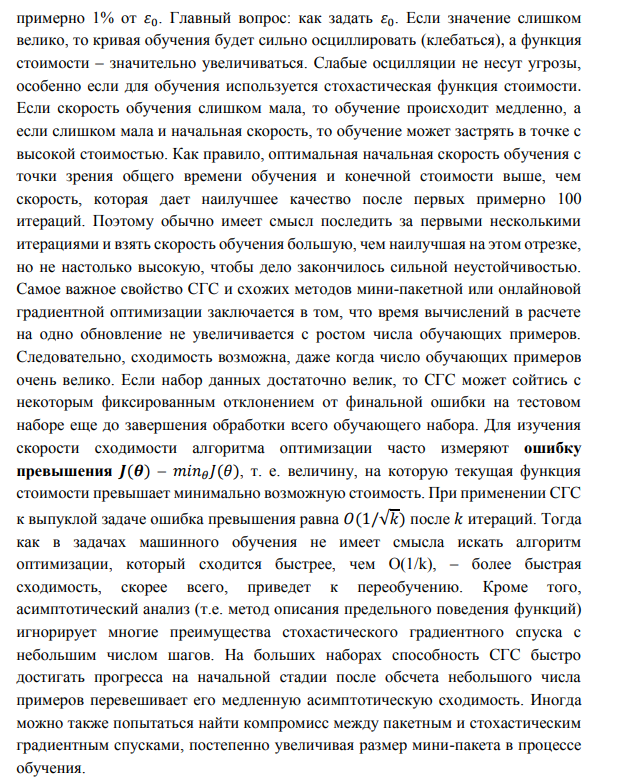 примерно 1% от 𝜀₀. Главный вопрос: как задать 𝜀₀. Если значение слишком
велико, то кривая обучения будет сильно осциллировать (клебаться), а функция
стоимости – значительно увеличиваться. Слабые осцилляции не несут угрозы,
особенно если для обучения используется стохастическая функция стоимости.
Если скорость обучения слишком мала, то обучение происходит медленно, а
если слишком мала и начальная скорость, то обучение может застрять в точке с
высокой стоимостью. Как правило, оптимальная начальная скорость обучения с
точки зрения общего времени обучения и конечной стоимости выше, чем
скорость, которая дает наилучшее качество после первых примерно 100
итераций. Поэтому обычно имеет смысл последить за первыми несколькими
итерациями и взять скорость обучения большую, чем наилучшая на этом отрезке,
но не настолько высокую, чтобы дело закончилось сильной неустойчивостью.
Самое важное свойство СГС и схожих методов мини-пакетной или онлайновой
градиентной оптимизации заключается в том, что время вычислений в расчете
на одно обновление не увеличивается с ростом числа обучающих примеров.
Следовательно, сходимость возможна, даже когда число обучающих примеров
очень велико. Если набор данных достаточно велик, то СГС может сойтись с
некоторым фиксированным отклонением от финальной ошибки на тестовом
наборе еще до завершения обработки всего обучающего набора. Для изучения
скорости сходимости алгоритма оптимизации часто измеряют ошибку
превышения 𝑱(𝜽) – 𝑚𝑖𝑛_𝜃𝐽(𝜃), т. е. величину, на которую текущая функция
стоимости превышает минимально возможную стоимость. При применении СГС
к выпуклой задаче ошибка превышения равна 𝑂(1/√𝑘) после 𝑘 итераций. Тогда
как в задачах машинного обучения не имеет смысла искать алгоритм
оптимизации, который сходится быстрее, чем O(1/k), – более быстрая
сходимость, скорее всего, приведет к переобучению. Кроме того,
асимптотический анализ (т.е. метод описания предельного поведения функций)
игнорирует многие преимущества стохастического градиентного спуска с
небольшим числом шагов. На больших наборах способность СГС быстро
достигать прогресса на начальной стадии после обсчета небольшого числа
примеров перевешивает его медленную асимптотическую сходимость. Иногда
можно также попытаться найти компромисс между пакетным и стохастическим
градиентным спусками, постепенно увеличивая размер мини-пакета в процессе
обучения.